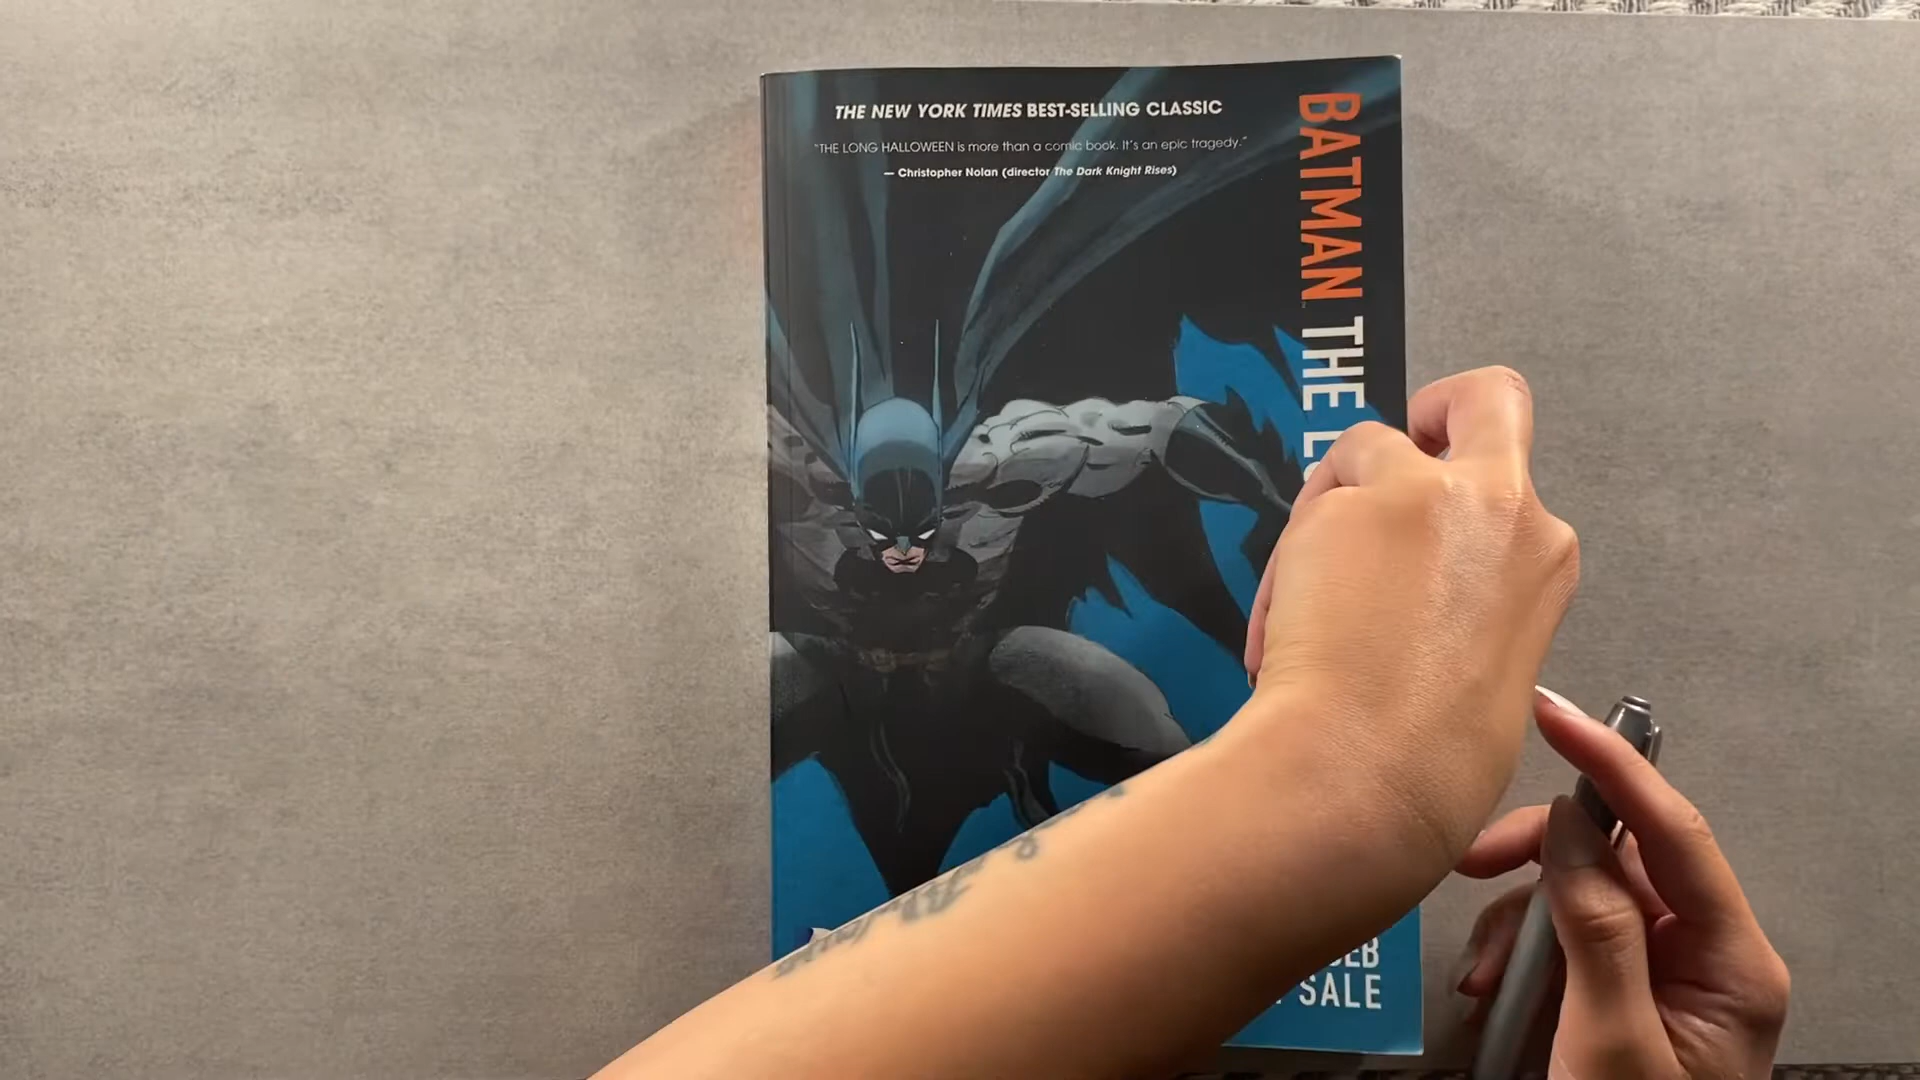 THE NEW YORK TIMES BEST-SELLING CLASSIC
"THE LONG HALLOWEEN is more than a comic book. It's an epic tragedy."
— Christopher Nolan (director The Dark Knight Rises)
BATMAN™ THE
SALE